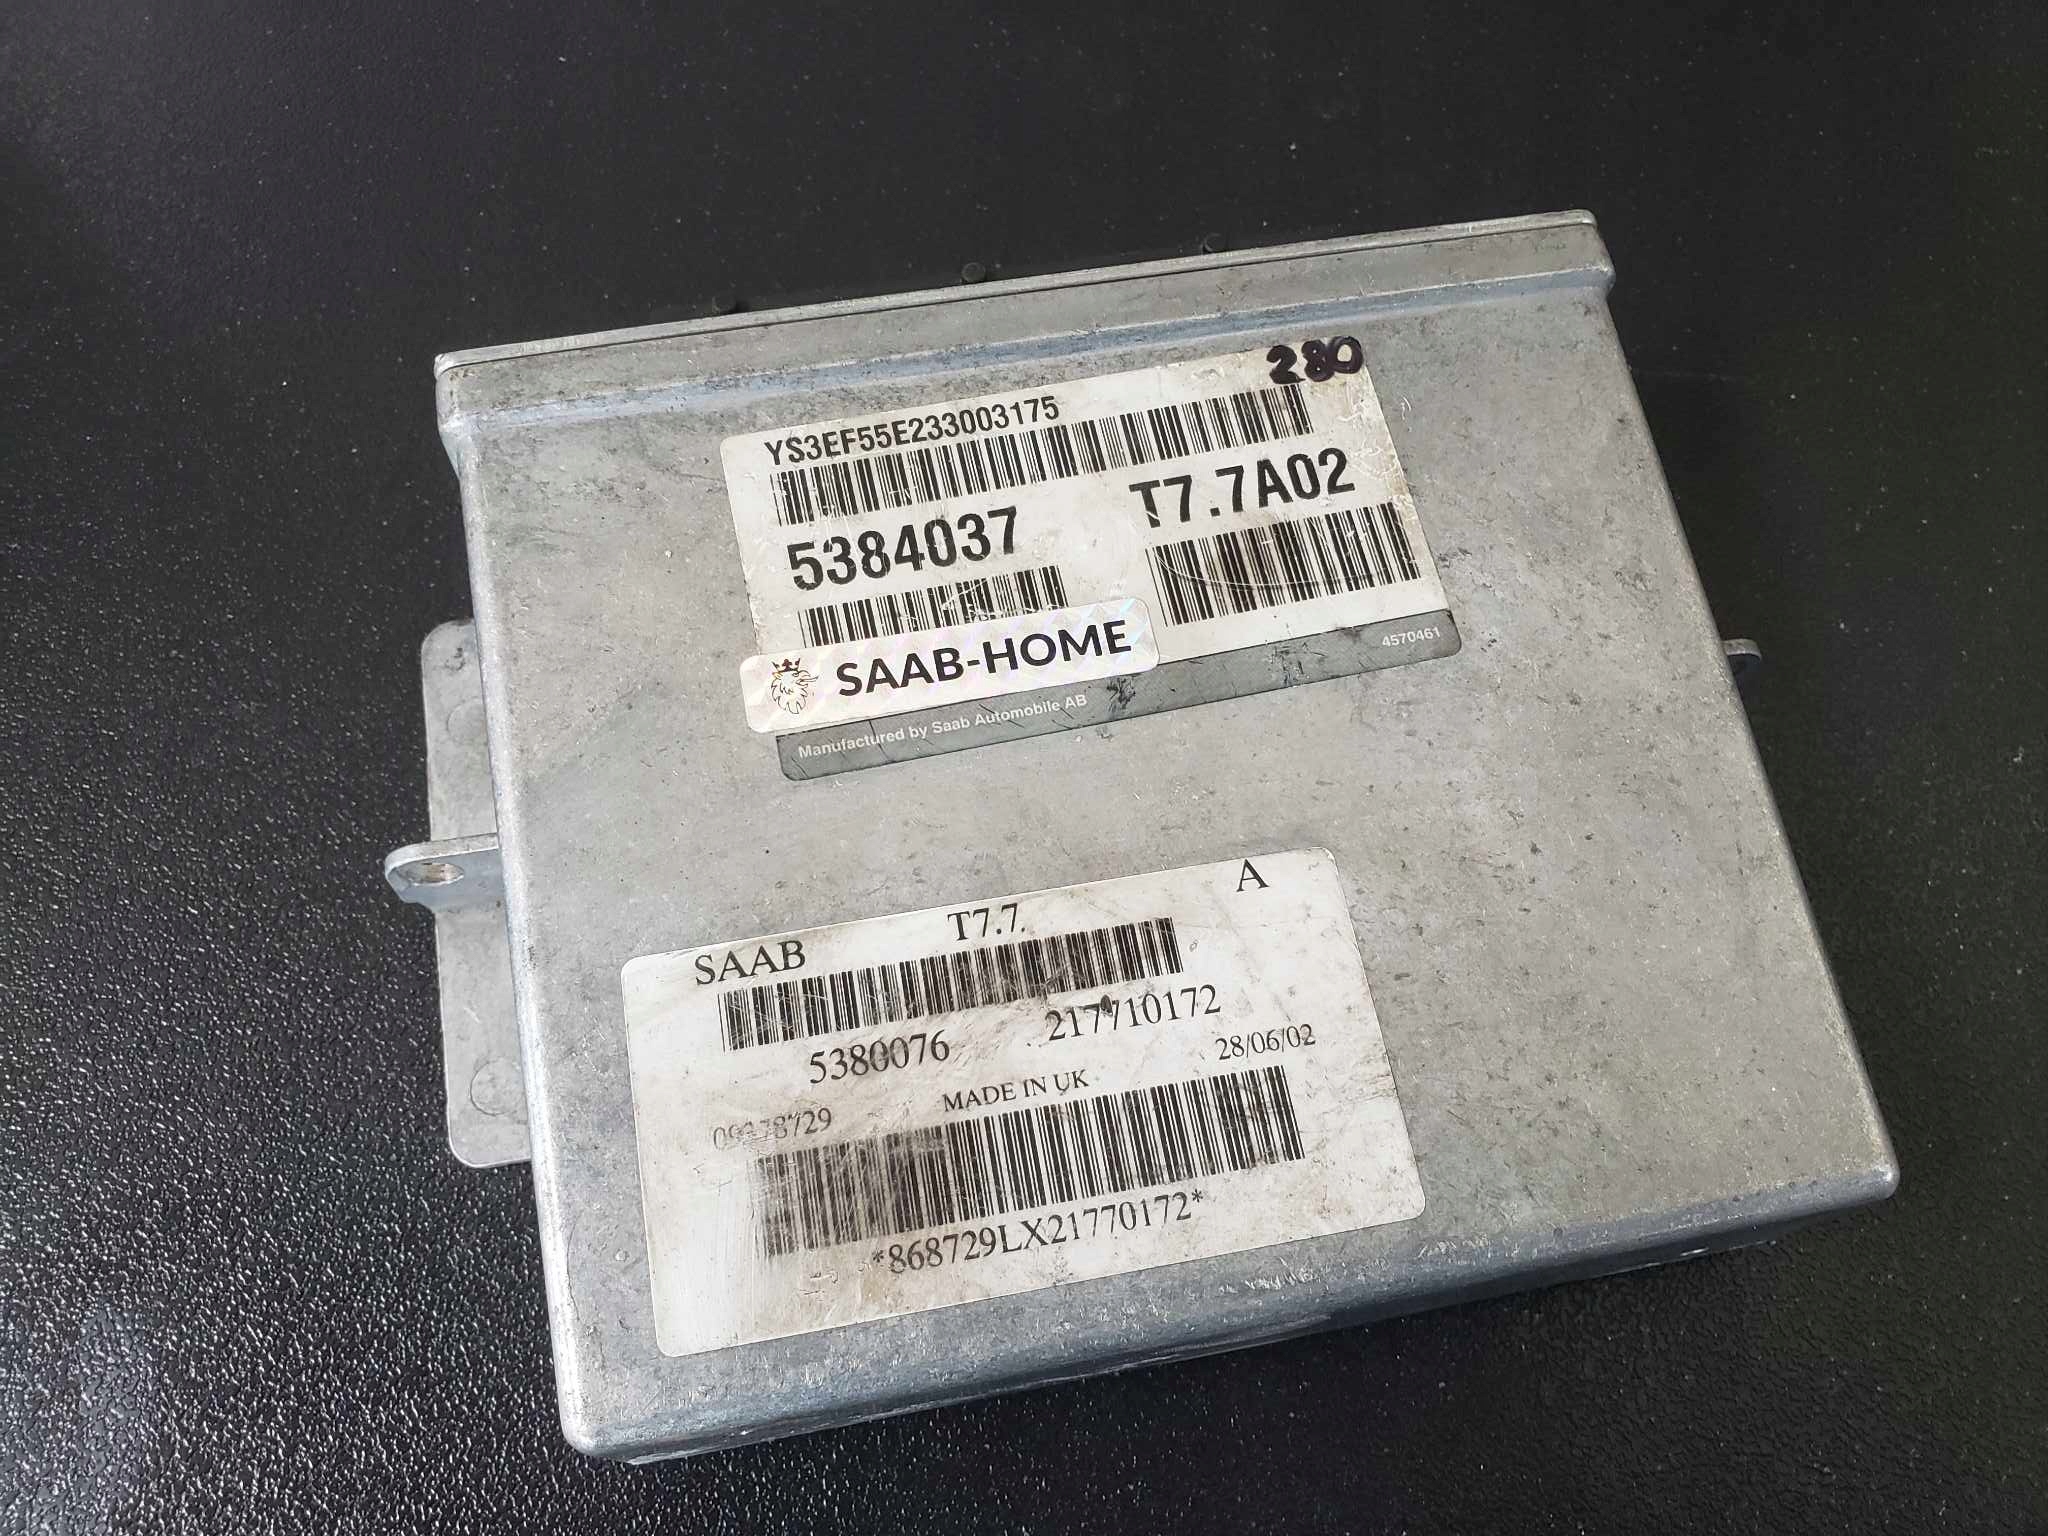 280
YS3EF55E233003175
5384037 T7.7A02
SAAB-HOME
4570461
Manufactured by Saab Automobile AB
SAAB T7.7. A
5380076 217710172
MADE IN UK 28/06/02
*868729LX21770172*